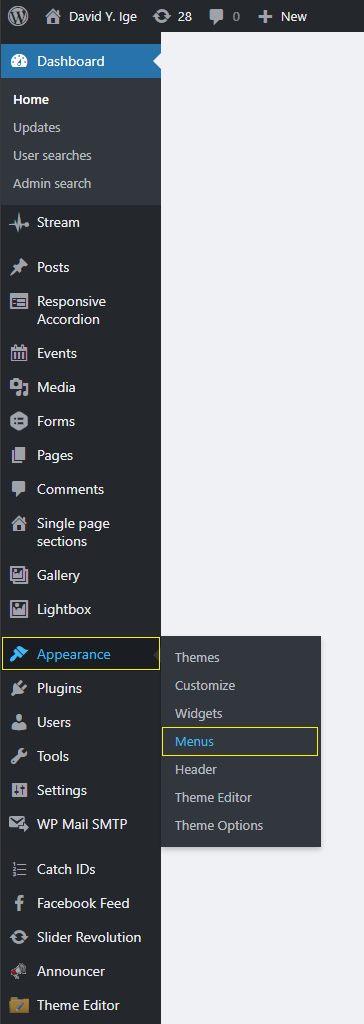 David Y. Ige 28 0 New
Dashboard
Home
Updates
User searches
Admin search
Stream
Posts
Responsive
Accordion
Events
Media
Forms
Pages
Comments
Single page
sections
Gallery
Lightbox
Appearance
Themes
Customize
Widgets
Menus
Header
Theme Editor
Theme Options
Plugins
Users
Tools
Settings
WP Mail SMTP
Catch IDs
Facebook Feed
Slider Revolution
Announcer
Theme Editor